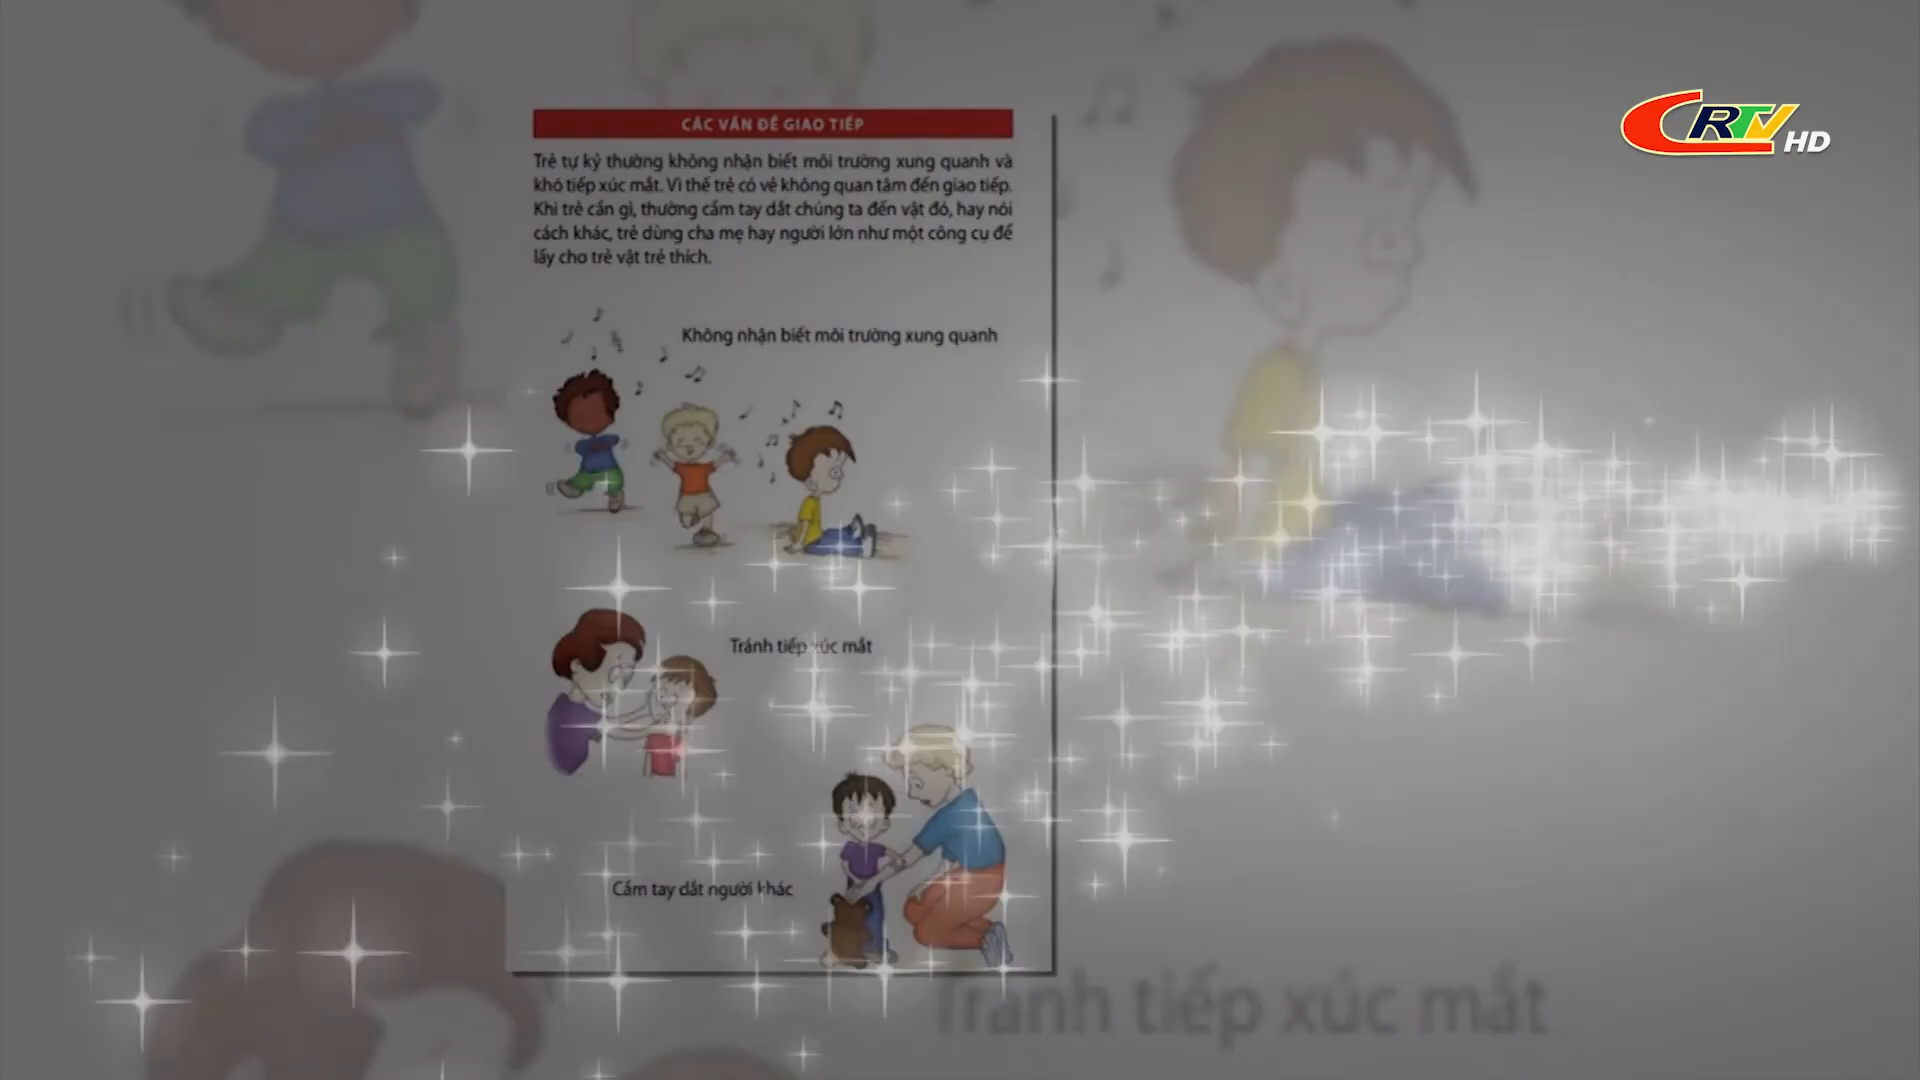 CRTV HD
CÁC VẤN ĐỀ GIAO TIẾP
Trẻ tự kỷ thường không nhận biết môi trường xung quanh và
khó tiếp xúc mắt. Vì thế trẻ có vẻ không quan tâm đến giao tiếp.
Khi trẻ cần gì, thường cầm tay dắt chúng ta đến vật đó, hay nói
cách khác, trẻ dùng cha mẹ hay người lớn như một công cụ để
lấy cho trẻ vật trẻ thích.
Không nhận biết môi trường xung quanh
Tránh tiếp xúc mắt
Cầm tay dắt người khác
Tránh tiếp xúc mắt